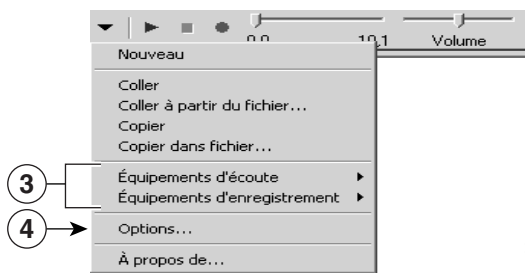 0.0 10.1 Volume
Nouveau
Coller
Coller à partir du fichier...
Copier
Copier dans fichier...
3
Équipements d'écoute
Équipements d'enregistrement
4
Options...
À propos de...